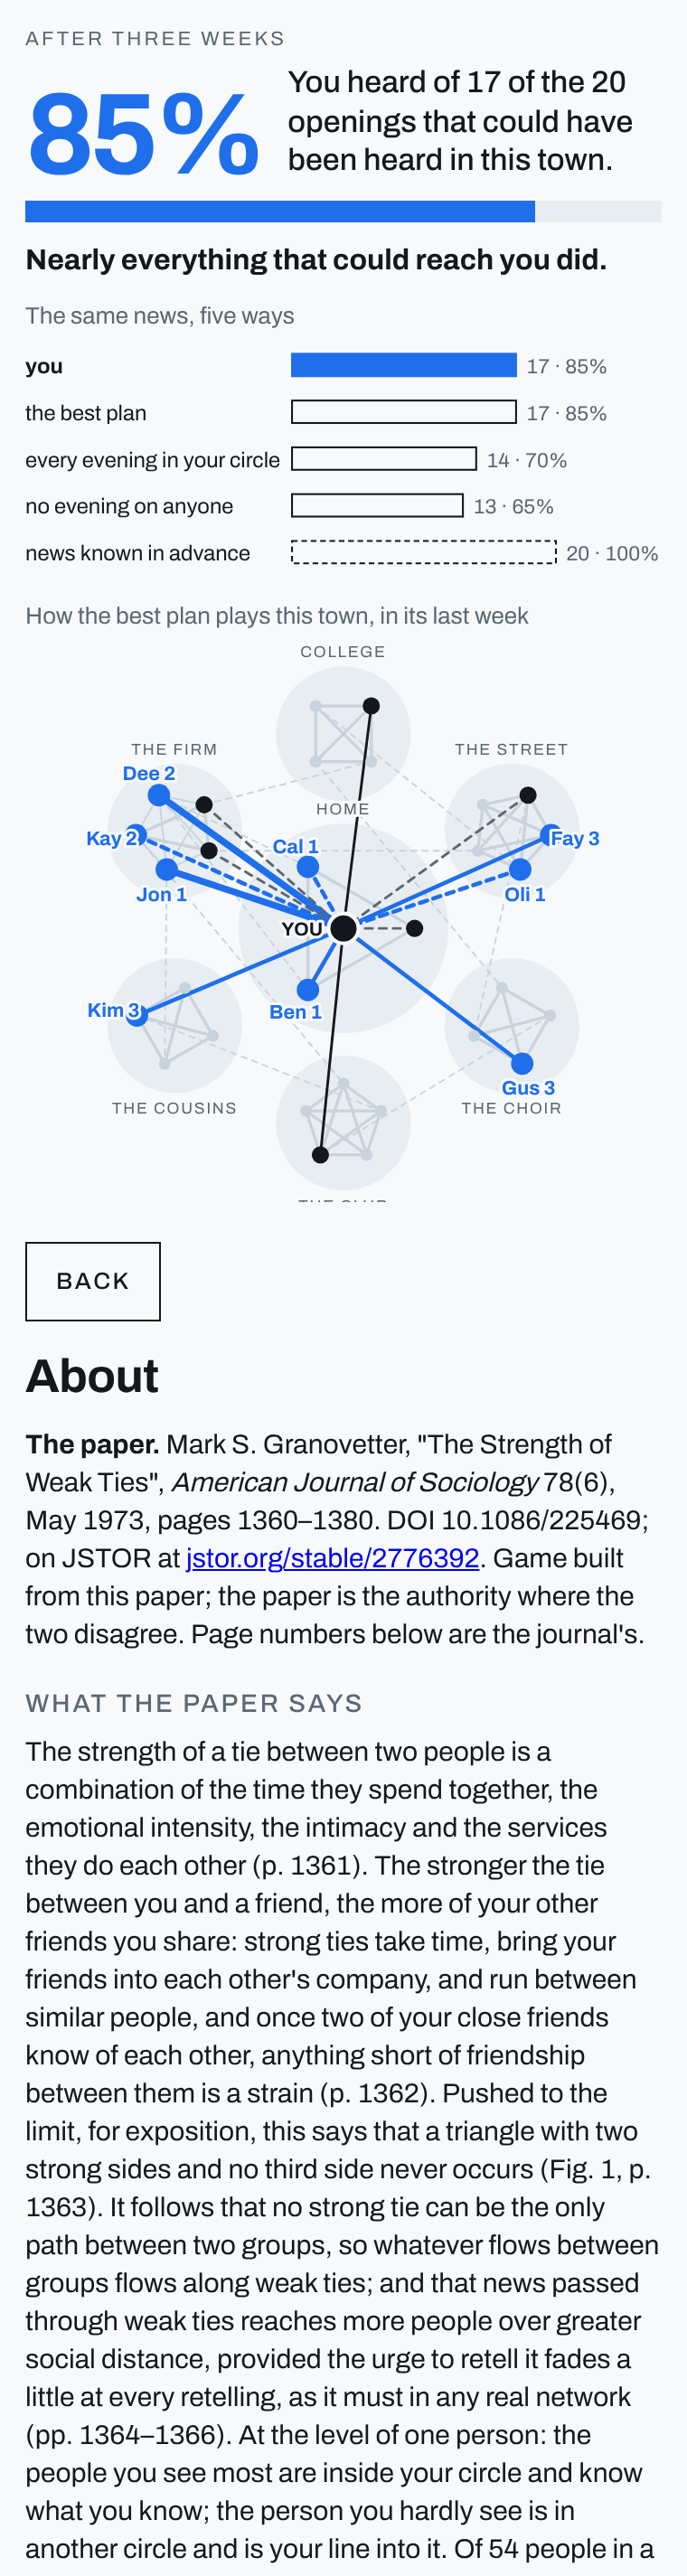 AFTER THREE WEEKS
85%
You heard of 17 of the 20
openings that could have
been heard in this town.
Nearly everything that could reach you did.
The same news, five ways
you 17 · 85%
the best plan 17 · 85%
every evening in your circle 14 · 70%
no evening on anyone 13 · 65%
news known in advance 20 · 100%
How the best plan plays this town, in its last week
COLLEGE
THE FIRM
THE STREET
Dee 2
HOME
Kay 2
Cal 1
Fay 3
Jon 1
Oli 1
YOU
Kim 3
Ben 1
Gus 3
THE COUSINS
THE CHOIR
BACK
About
The paper. Mark S. Granovetter, "The Strength of
Weak Ties", American Journal of Sociology 78(6),
May 1973, pages 1360–1380. DOI 10.1086/225469;
on JSTOR at jstor.org/stable/2776392. Game built
from this paper; the paper is the authority where the
two disagree. Page numbers below are the journal's.
WHAT THE PAPER SAYS
The strength of a tie between two people is a
combination of the time they spend together, the
emotional intensity, the intimacy and the services
they do each other (p. 1361). The stronger the tie
between you and a friend, the more of your other
friends you share: strong ties take time, bring your
friends into each other's company, and run between
similar people, and once two of your close friends
know of each other, anything short of friendship
between them is a strain (p. 1362). Pushed to the
limit, for exposition, this says that a triangle with two
strong sides and no third side never occurs (Fig. 1, p.
1363). It follows that no strong tie can be the only
path between two groups, so whatever flows between
groups flows along weak ties; and that news passed
through weak ties reaches more people over greater
social distance, provided the urge to retell it fades a
little at every retelling, as it must in any real network
(pp. 1364–1366). At the level of one person: the
people you see most are inside your circle and know
what you know; the person you hardly see is in
another circle and is your line into it. Of 54 people in a